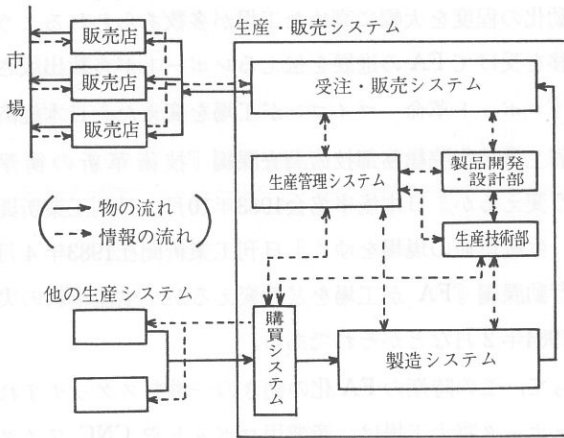 生産・販売システム
市場
販売店
販売店
販売店
受注・販売システム
生産管理システム
製品開発
・設計部
生産技術部
物の流れ
情報の流れ
他の生産システム
購買システム
製造システム